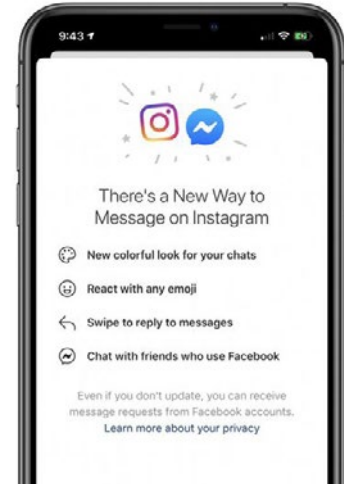 9:43
There's a New Way to
Message on Instagram
New colorful look for your chats
React with any emoji
Swipe to reply to messages
Chat with friends who use Facebook
Even if you don't update, you can receive
message requests from Facebook accounts.
Learn more about your privacy